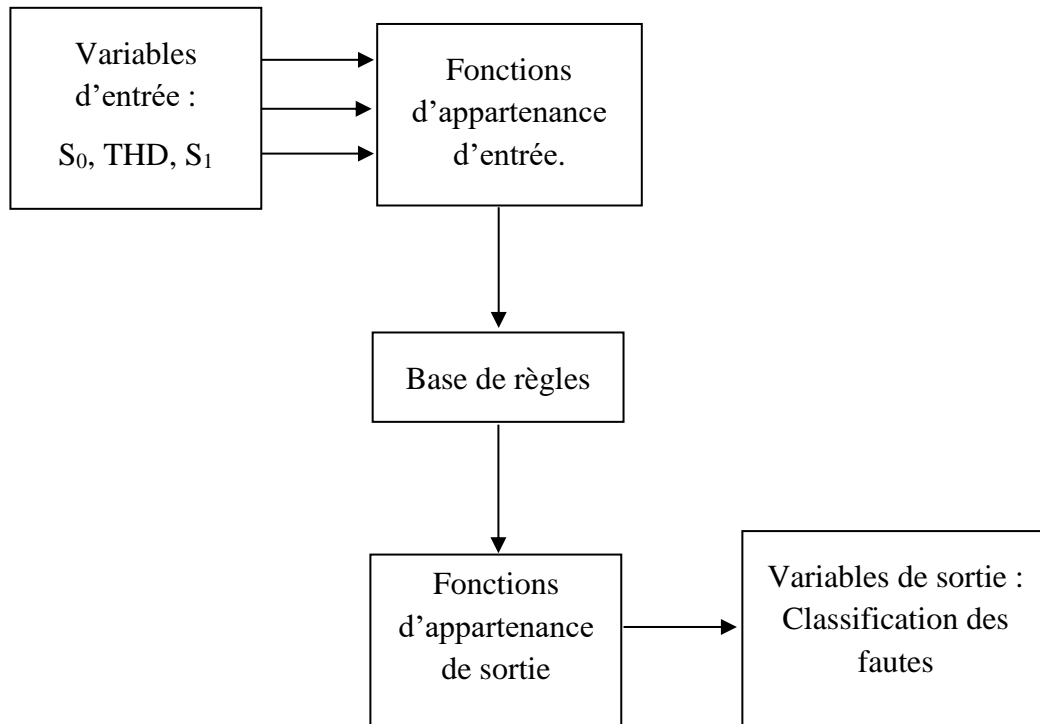 Variables
d’entrée :
S₀, THD, S₁
Fonctions
d’appartenance
d’entrée.
Base de règles
Fonctions
d’appartenance
de sortie
Variables de sortie :
Classification des
fautes